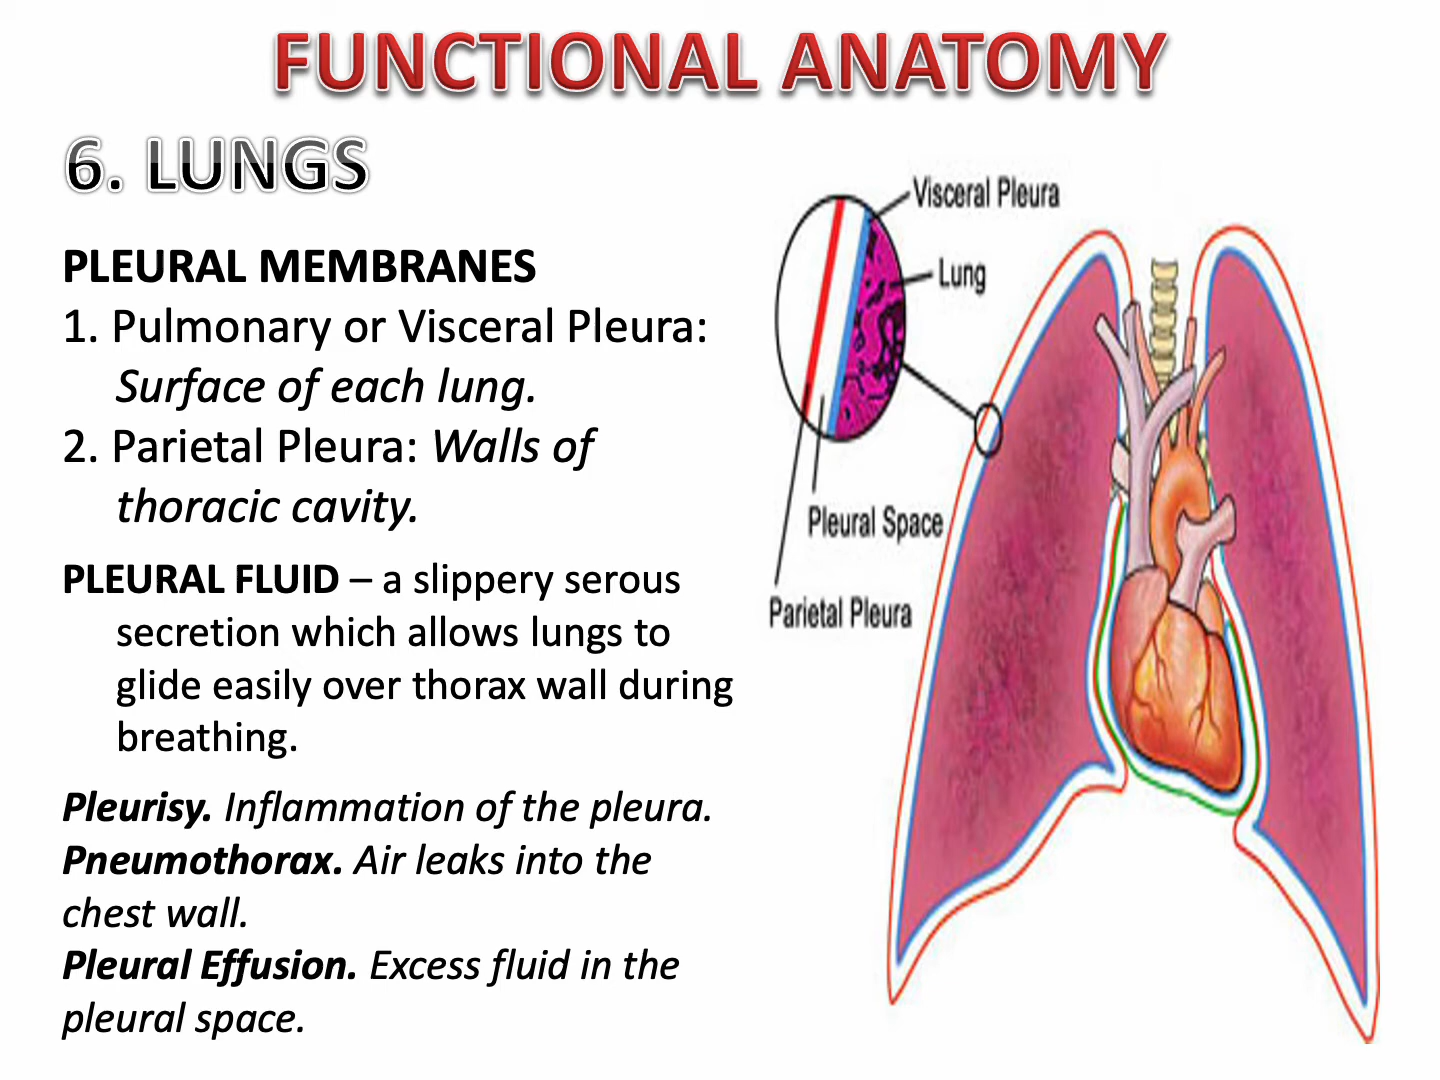 FUNCTIONAL ANATOMY
6. LUNGS
PLEURAL MEMBRANES
1. Pulmonary or Visceral Pleura:
Surface of each lung.
2. Parietal Pleura: Walls of
thoracic cavity.
PLEURAL FLUID – a slippery serous
secretion which allows lungs to
glide easily over thorax wall during
breathing.
Pleurisy. Inflammation of the pleura.
Pneumothorax. Air leaks into the
chest wall.
Pleural Effusion. Excess fluid in the
pleural space.
Visceral Pleura
Lung
Pleural Space
Parietal Pleura